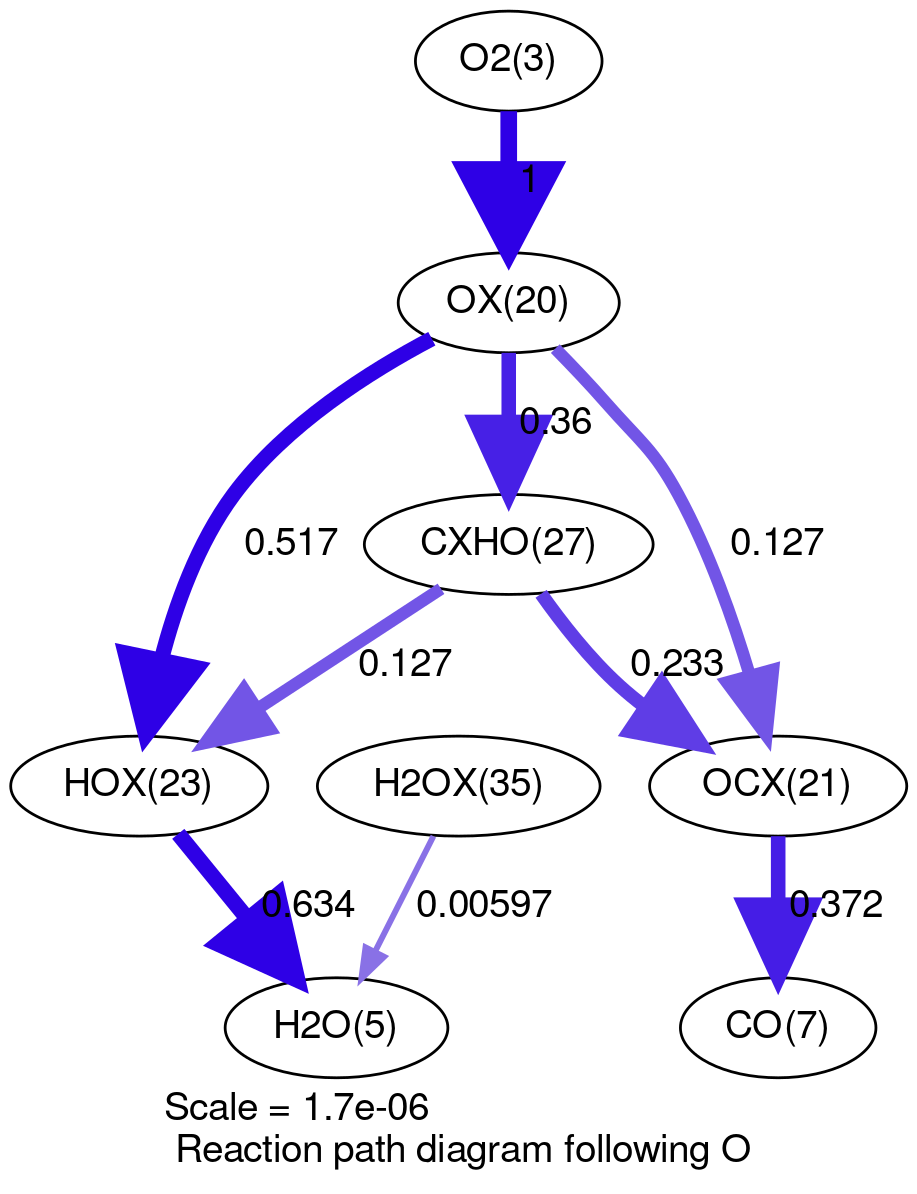 O2(3)
1
OX(20)
0.36
0.517
CXHO(27)
0.127
0.127
0.233
HOX(23)
H2OX(35)
OCX(21)
0.634
0.00597
0.372
H2O(5)
CO(7)
Scale = 1.7e-06
Reaction path diagram following O